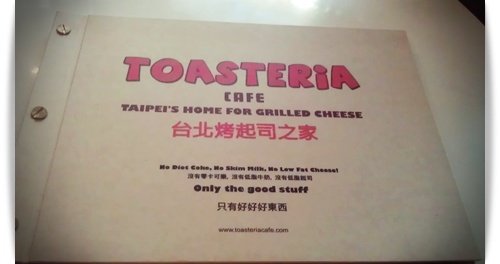 TOASTERiA
CAFE
TAIPEI'S HOME FOR GRILLED CHEESE
台北烤起司之家
No Diet Coke, No Skim Milk, No Low Fat Cheese!
沒有零卡可樂, 沒有低脂牛奶, 沒有低脂起司
Only the good stuff
只有好好好東西
www.toasteriacafe.com